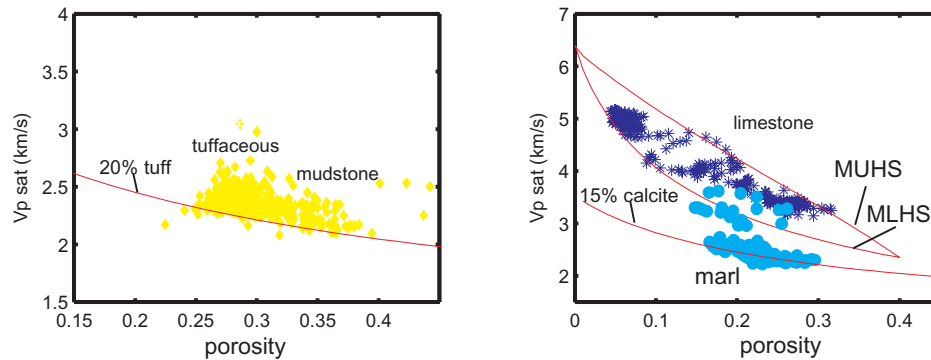 4
3.5
3
2.5
2
1.5
Vp sat (km/s)
tuffaceous
mudstone
20% tuff
0.15 0.2 0.25 0.3 0.35 0.4
porosity
7
6
5
4
3
2
Vp sat (km/s)
limestone
MUHS
MLHS
15% calcite
marl
0 0.1 0.2 0.3 0.4
porosity